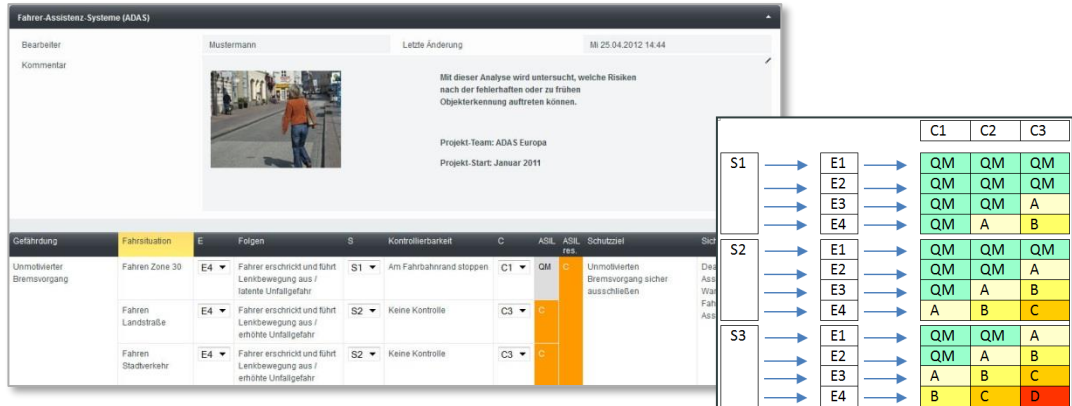 Fahrer-Assistenz-Systeme (ADAS)
Bearbeiter Mustermann Letzte Änderung Mi 25.04.2012 14:44
Kommentar
Mit dieser Analyse wird untersucht, welche Risiken
nach der fehlerhaften oder zu frühen
Objekterkennung auftreten können.
Projekt-Team: ADAS Europa
Projekt-Start: Januar 2011
Gefährdung Fahrsituation E Folgen S Kontrollierbarkeit C ASIL ASIL res. Schutzziel
Unmotivierter Fahren Zone 30 E4 Fahrer erschrickt und führt S1 Am Fahrbahnrand stoppen C1 QM C Unmotivierten
Bremsvorgang Lenkbewegung aus / Bremsvorgang sicher
latente Unfallgefahr ausschließen
Fahren E4 Fahrer erschrickt und führt S2 Keine Kontrolle C3 C
Landstraße Lenkbewegung aus /
erhöhte Unfallgefahr
Fahren E4 Fahrer erschrickt und führt S2 Keine Kontrolle C3 C
Stadtverkehr Lenkbewegung aus /
erhöhte Unfallgefahr
C1 C2 C3
S1 E1 QM QM QM
E2 QM QM QM
E3 QM QM A
E4 QM A B
S2 E1 QM QM QM
E2 QM QM A
E3 QM A B
E4 A B C
S3 E1 QM QM A
E2 QM A B
E3 A B C
E4 B C D